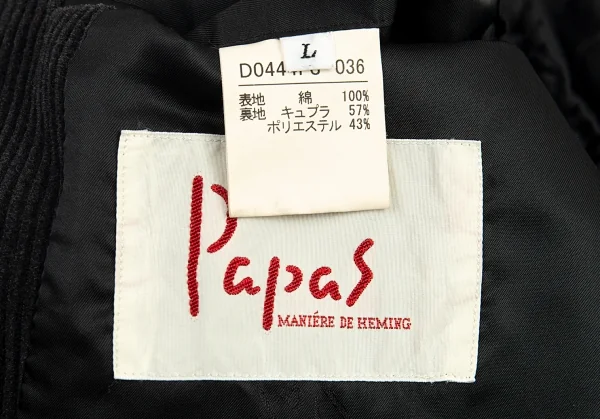 L
036
表地 綿 100%
裏地 キュプラ 57%
ポリエステル 43%
Papas
MANIÉRE DE HEMING